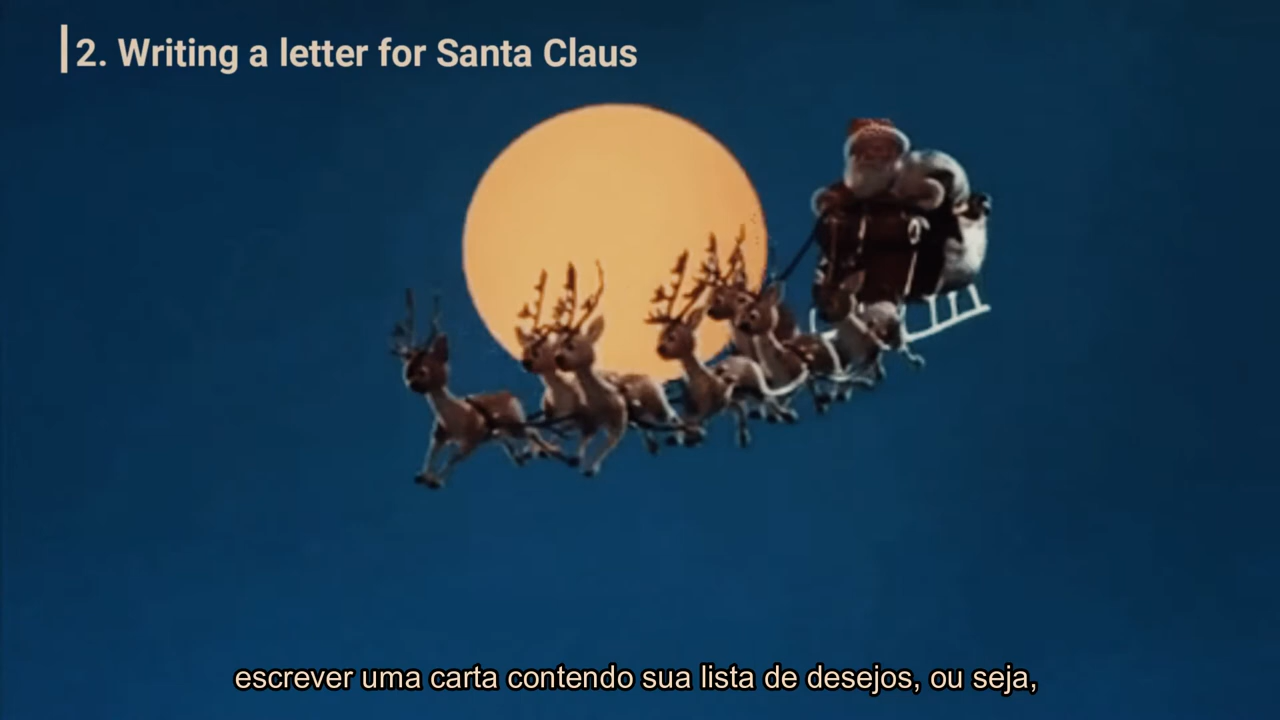 2. Writing a letter for Santa Claus
escrever uma carta contendo sua lista de desejos, ou seja,